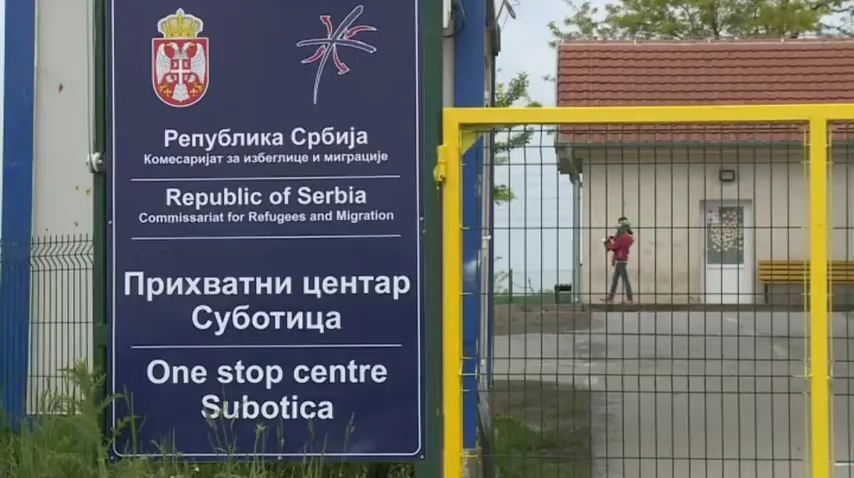 Република Србија
Комесаријат за избеглице и миграције
Republic of Serbia
Commissariat for Refugees and Migration
Прихватни центар
Суботица
One stop centre
Subotica